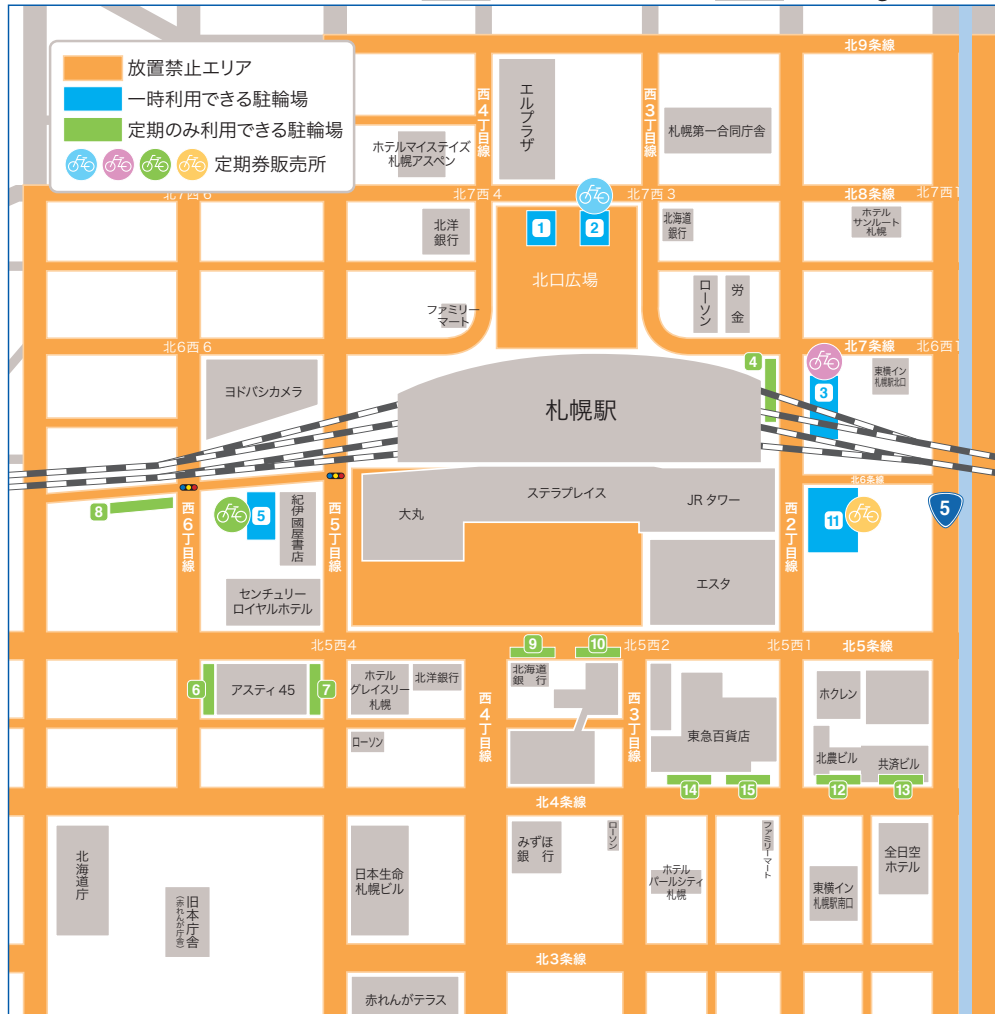 放置禁止エリア
一時利用できる駐輪場
定期のみ利用できる駐輪場
定期券販売所
北9条線
西4丁目線
エルプラザ
西3丁目線
札幌第一合同庁舎
ホテルマイステイズ
札幌アスペン
北7西6
北7西4
北7西3
北8条線
北7西1
北洋
銀行
1
2
北海道
銀行
ホテル
サンルート
札幌
北口広場
ファミリー
マート
ローソン
労金
北6西6
北7条線
北6西1
ヨドバシカメラ
札幌駅
4
3
東横イン
札幌駅北口
北6条線
8
西6丁目線
5
紀伊國屋書店
西5丁目線
大丸
ステラプレイス
JRタワー
西2丁目線
11
5
センチュリー
ロイヤルホテル
エスタ
北5西4
9
10
北5西2
北5西1
北5条線
6
アスティ45
7
ホテル
グレイスリー
札幌
北洋銀行
西4丁目線
北海道
銀行
西3丁目線
東急百貨店
ホクレン
ローソン
北農ビル
共済ビル
14
15
12
13
北4条線
北海道庁
旧本庁舎
(赤れんが庁舎)
日本生命
札幌ビル
みずほ
銀行
ローソン
ホテル
パールシティ
札幌
ファミリーマート
東横イン
札幌駅南口
全日空
ホテル
北3条線
赤れんがテラス